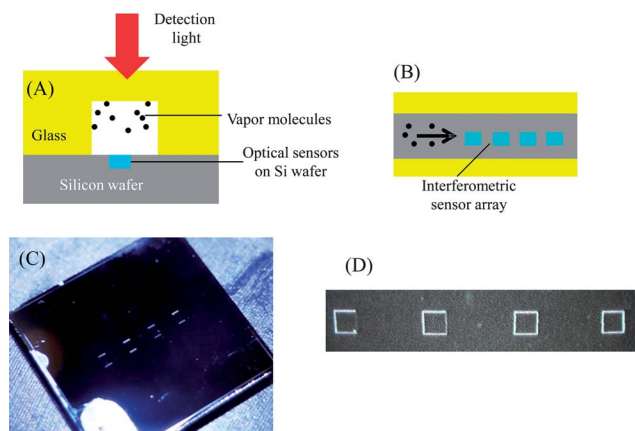 Detection
light
(A)
Glass
Vapor molecules
Optical sensors
on Si wafer
Silicon wafer
(B)
Interferometric
sensor array
(C)
(D)